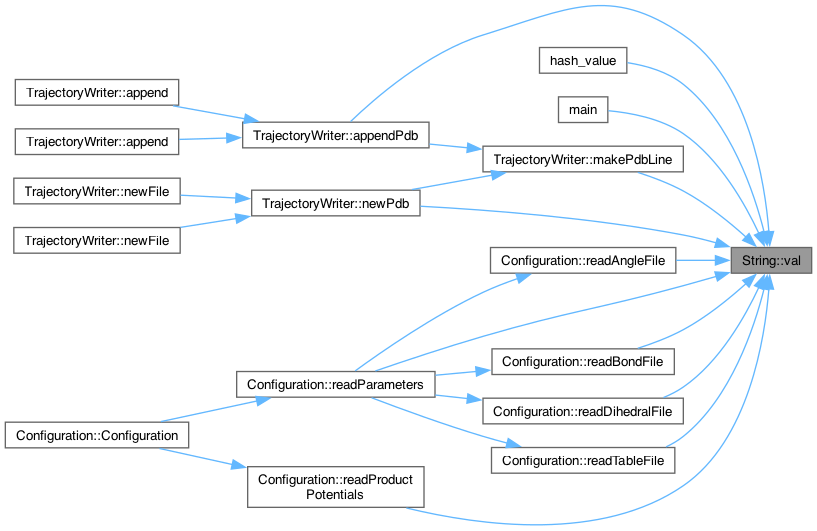 hash_value
TrajectoryWriter::append
main
TrajectoryWriter::appendPdb
TrajectoryWriter::append
TrajectoryWriter::makePdbLine
TrajectoryWriter::newFile
TrajectoryWriter::newPdb
TrajectoryWriter::newFile
Configuration::readAngleFile
String::val
Configuration::readBondFile
Configuration::readParameters
Configuration::readDihedralFile
Configuration::Configuration
Configuration::readTableFile
Configuration::readProduct
Potentials